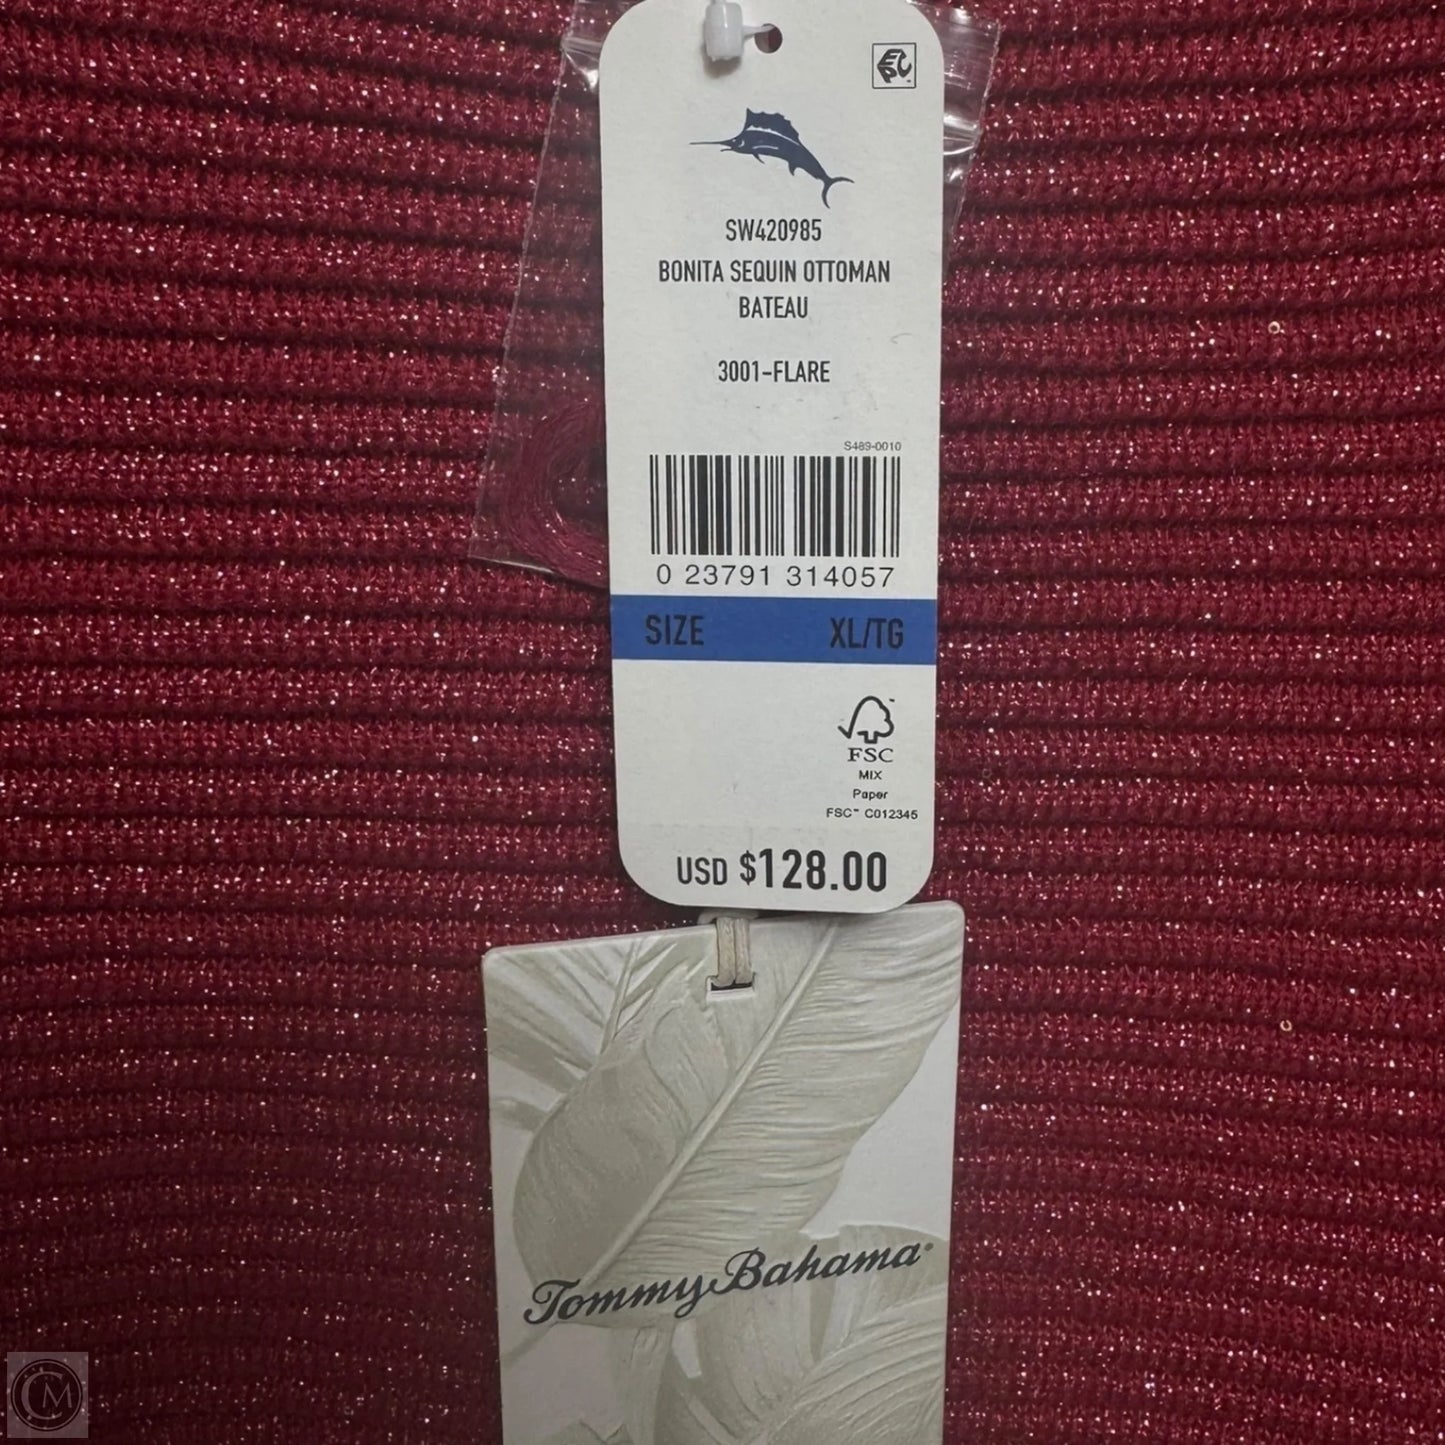 SW420985
BONITA SEQUIN OTTOMAN
BATEAU
3001-FLARE
S489-0010
0 23791 314057
SIZE XL/TG
FSC
MIX
Paper
FSC™ C012345
USD $128.00
Tommy Bahama®
CM